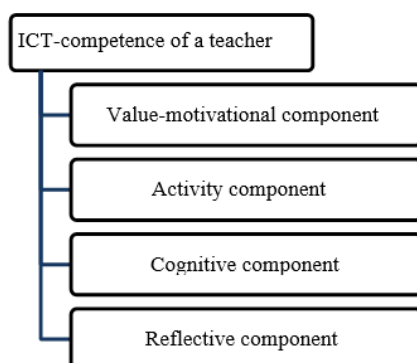 ICT-competence of a teacher
Value-motivational component
Activity component
Cognitive component
Reflective component